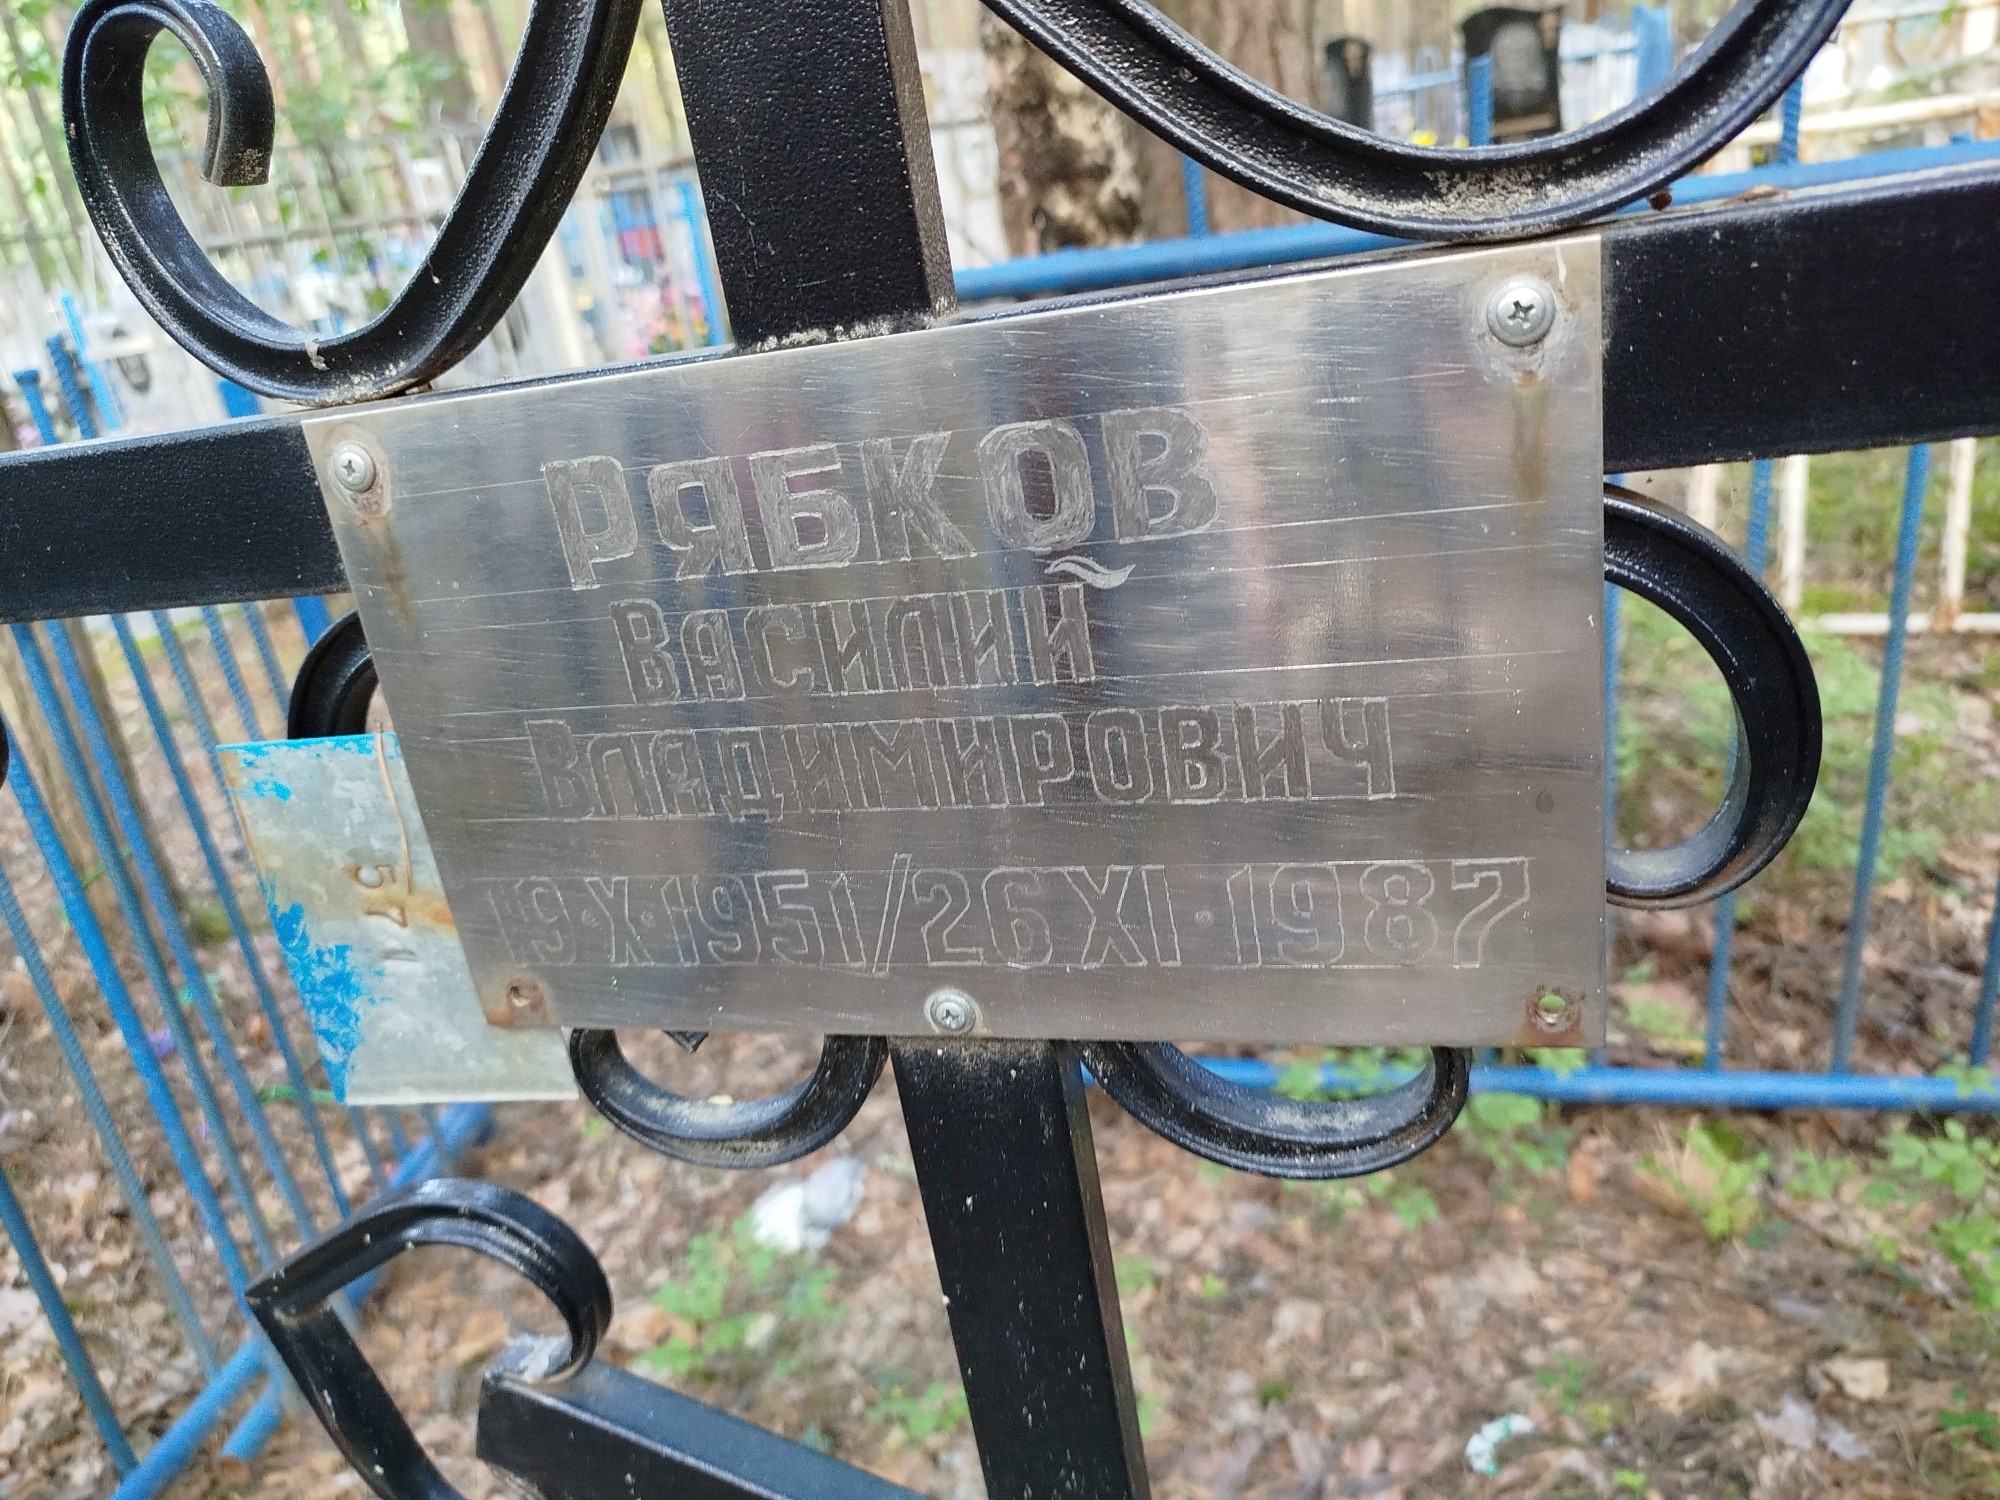 РЯБКОВ
ВАСИЛИЙ
ВЛАДИМИРОВИЧ
19·X·1951/26 XI·1987